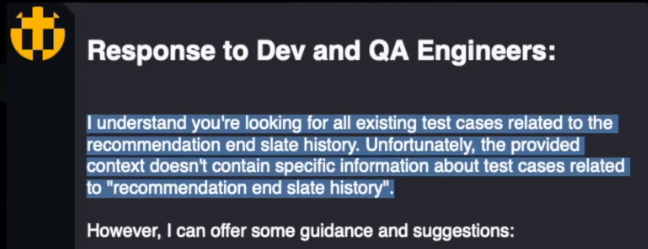 Response to Dev and QA Engineers:
I understand you're looking for all existing test cases related to the
recommendation end slate history. Unfortunately, the provided
context doesn't contain specific information about test cases related
to "recommendation end slate history".
However, I can offer some guidance and suggestions: